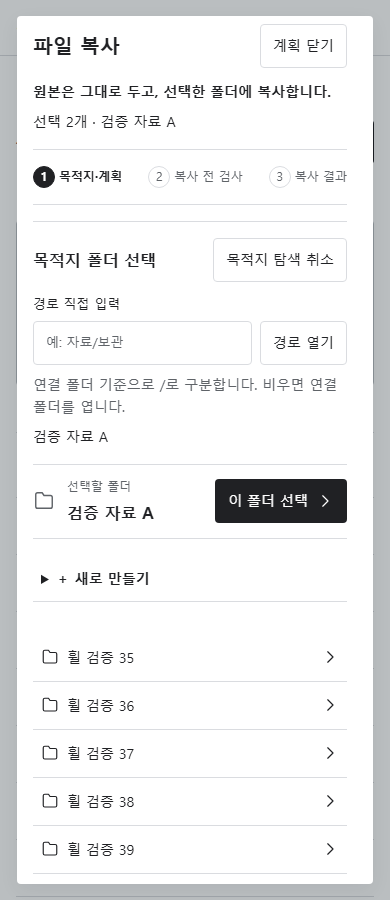 파일 복사
계획 닫기
원본은 그대로 두고, 선택한 폴더에 복사합니다.
선택 2개 · 검증 자료 A
1 목적지·계획
2 복사 전 검사
3 복사 결과
목적지 폴더 선택
목적지 탐색 취소
경로 직접 입력
예: 자료/보관
경로 열기
연결 폴더 기준으로 /로 구분합니다. 비우면 연결
폴더를 엽니다.
검증 자료 A
선택할 폴더
검증 자료 A
이 폴더 선택
+ 새로 만들기
휠 검증 35
휠 검증 36
휠 검증 37
휠 검증 38
휠 검증 39